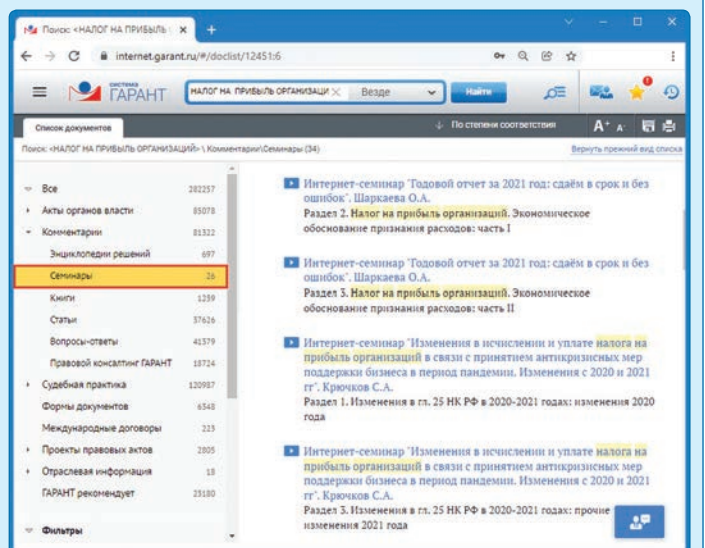 Поиск: «НАЛОГ НА ПРИБЫЛЬ
internet.garant.ru/#/doclist/12451:6
СИСТЕМА
ГАРАНТ
НАЛОГ НА ПРИБЫЛЬ ОРГАНИЗАЦИ
Везде
Найти
Список документов
По степени соответствия
A+ A-
Поиск: «НАЛОГ НА ПРИБЫЛЬ ОРГАНИЗАЦИЙ» \ Комментарии\Семинары (34)
Вернуть прежний вид списка
Все 282257
Акты органов власти 85078
Комментарии 81322
Энциклопедии решений 697
Семинары 26
Книги 1259
Статьи 37626
Вопросы-ответы 41579
Правовой консалтинг ГАРАНТ 18724
Судебная практика 120987
Формы документов 6348
Международные договоры 223
Проекты правовых актов 2805
Отраслевая информация 18
ГАРАНТ рекомендует 23180
Фильтры
Интернет-семинар "Годовой отчет за 2021 год: сдаём в срок и без
ошибок". Шаркаева О.А.
Раздел 2. Налог на прибыль организаций. Экономическое
обоснование признания расходов: часть I
Интернет-семинар "Годовой отчет за 2021 год: сдаём в срок и без
ошибок". Шаркаева О.А.
Раздел 3. Налог на прибыль организаций. Экономическое
обоснование признания расходов: часть II
Интернет-семинар "Изменения в исчислении и уплате налога на
прибыль организаций в связи с принятием антикризисных мер
поддержки бизнеса в период пандемии. Изменения с 2020 и 2021
гг". Крючков С.А.
Раздел 1. Изменения в гл. 25 НК РФ в 2020-2021 годах: изменения 2020
года
Интернет-семинар "Изменения в исчислении и уплате налога на
прибыль организаций в связи с принятием антикризисных мер
поддержки бизнеса в период пандемии. Изменения с 2020 и 2021
гг". Крючков С.А.
Раздел 3. Изменения в гл. 25 НК РФ в 2020-2021 годах: прочие
изменения 2021 года